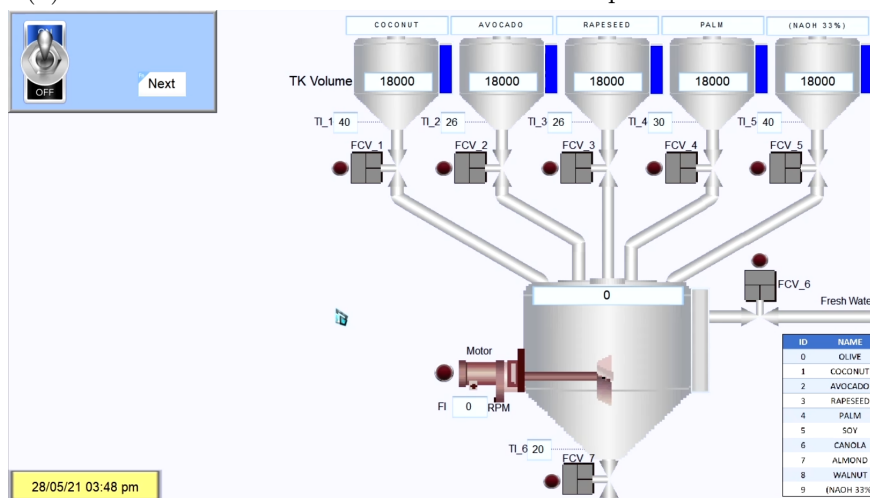 COCONUT AVOCADO RAPESEED PALM (NAOH 33%)
ON
OFF
Next
TK Volume 18000 18000 18000 18000 18000
TI_1 40 TI_2 26 TI_3 26 TI_4 30 TI_5 40
FCV_1 FCV_2 FCV_3 FCV_4 FCV_5
0
FCV_6
Fresh Wate
Motor
FI 0 RPM
ID NAME
0 OLIVE
1 COCONUT
2 AVOCADO
3 RAPESEED
4 PALM
5 SOY
6 CANOLA
7 ALMOND
8 WALNUT
9 (NAOH 33%
TI_6 20
FCV_7
28/05/21 03:48 pm